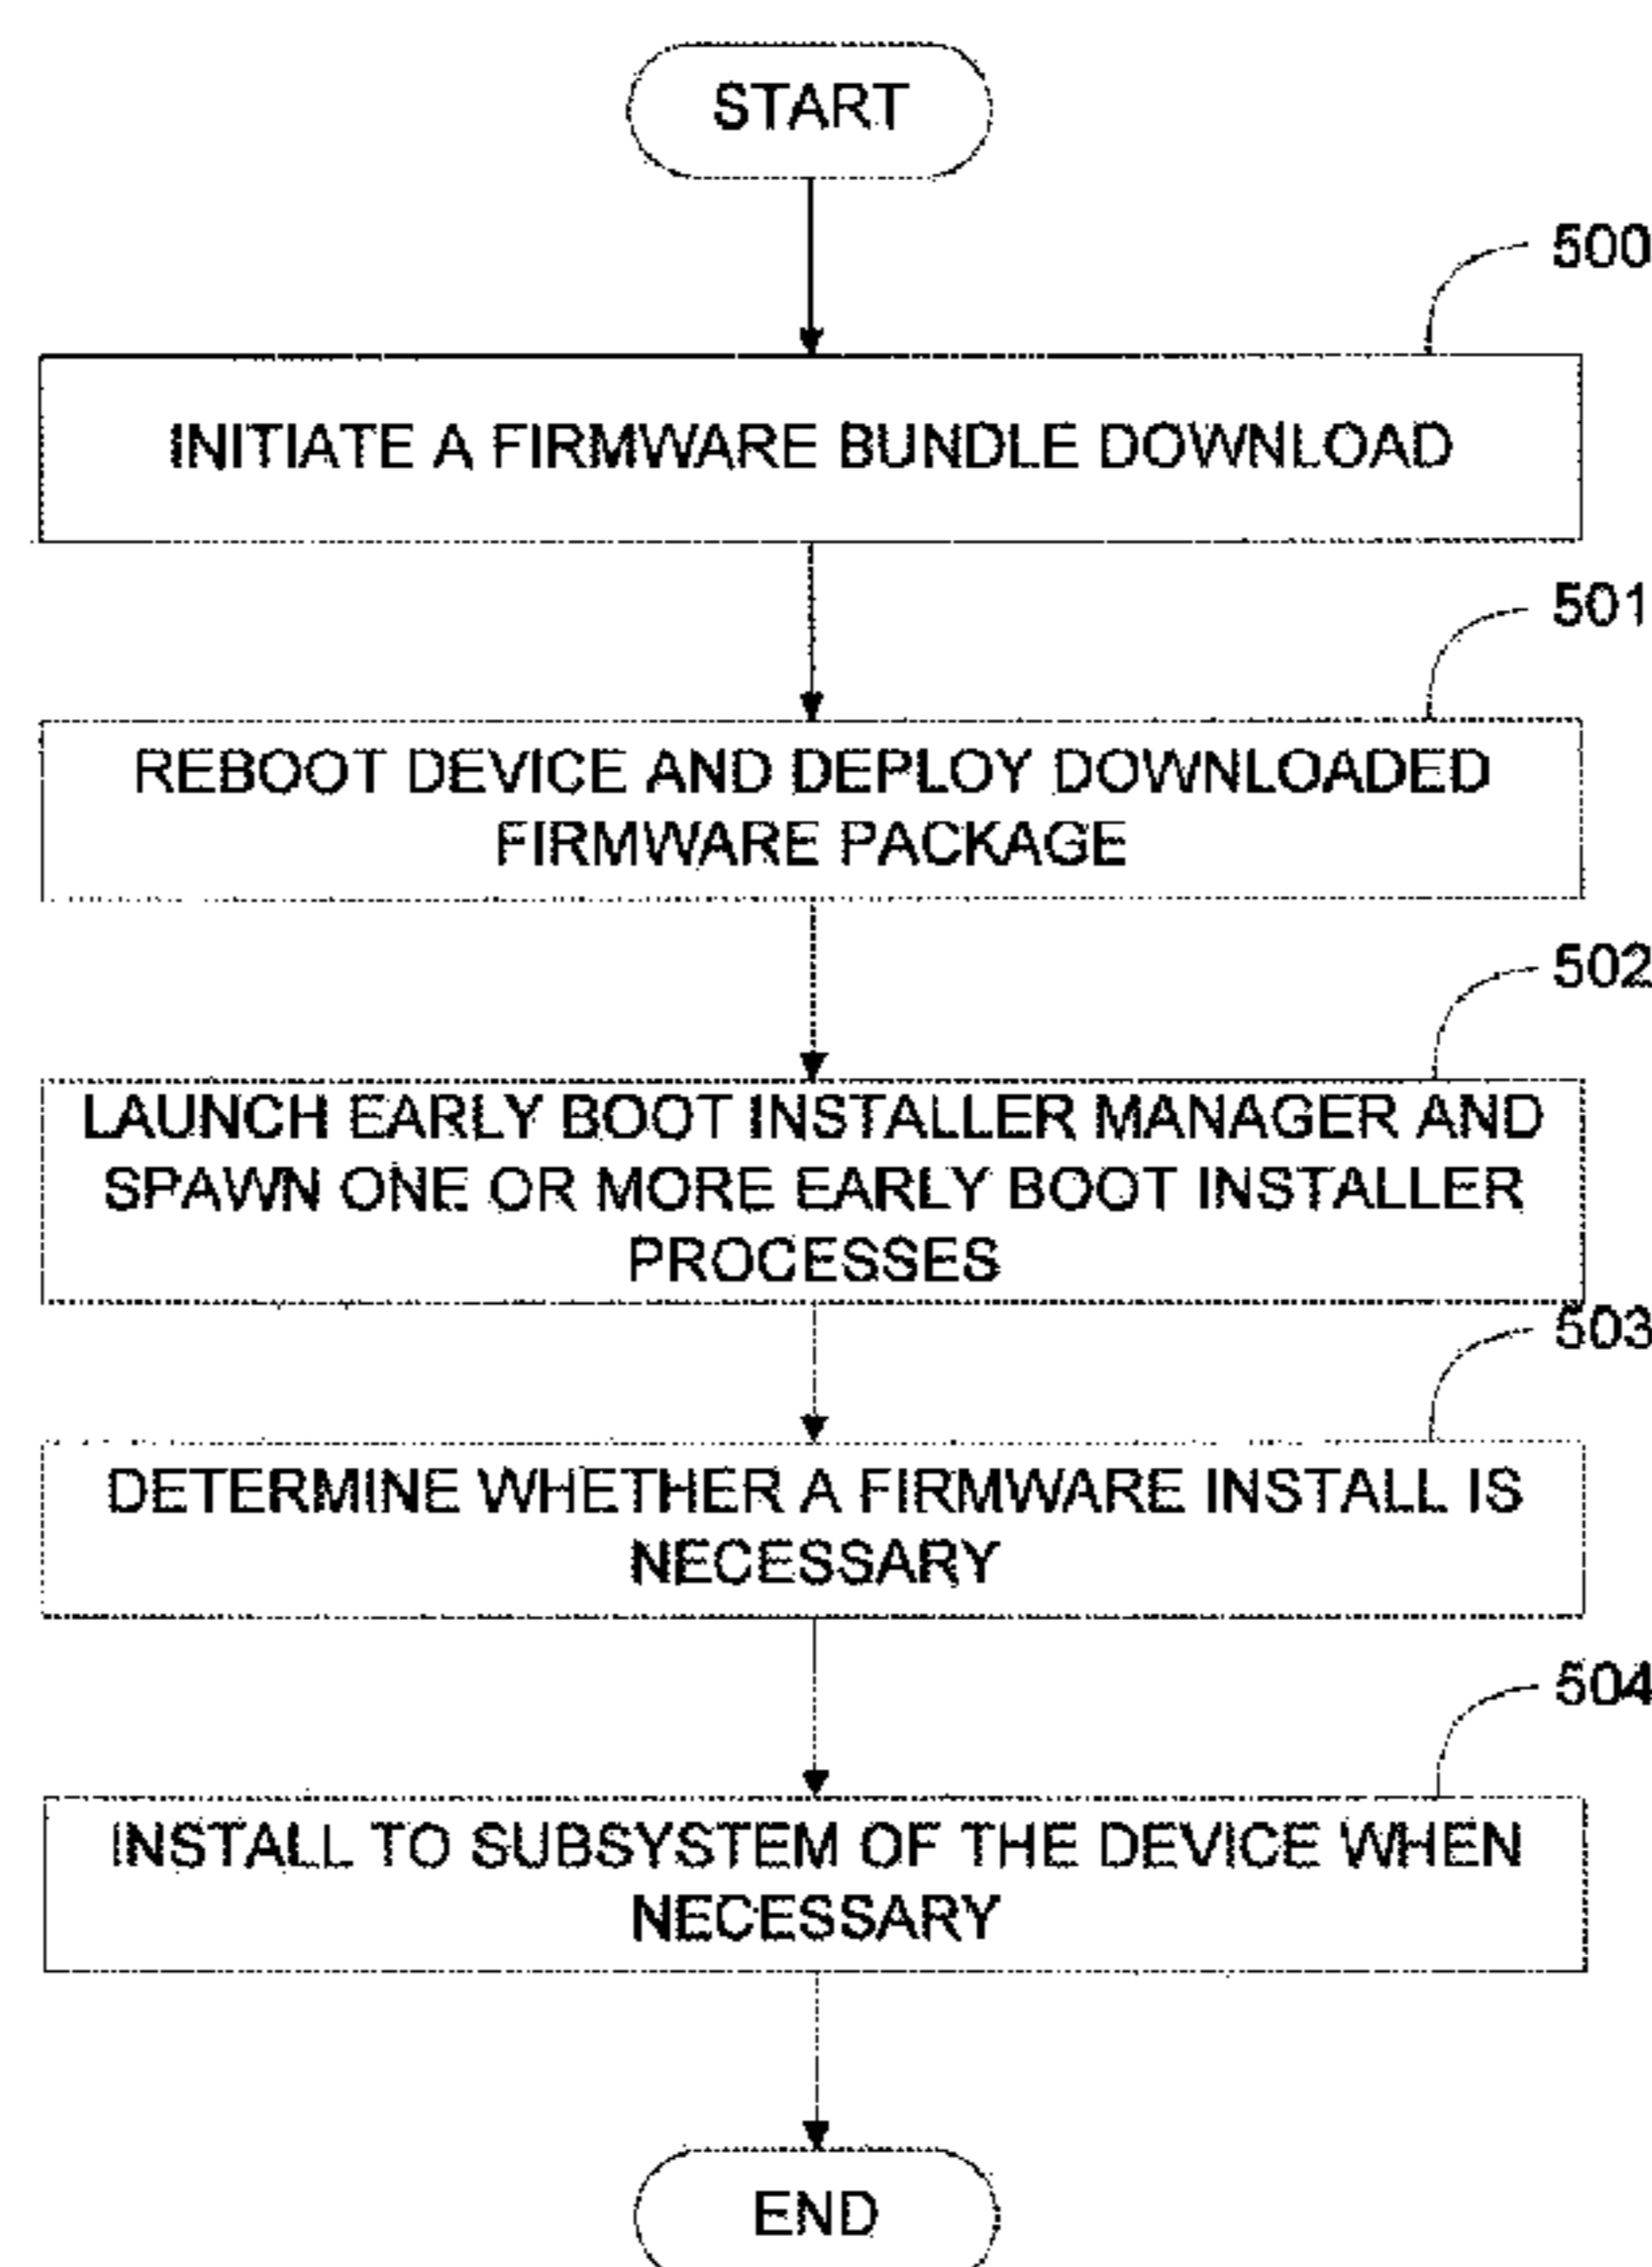 START
500
INITIATE A FIRMWARE BUNDLE DOWNLOAD
501
REBOOT DEVICE AND DEPLOY DOWNLOADED
FIRMWARE PACKAGE
502
LAUNCH EARLY BOOT INSTALLER MANAGER AND
SPAWN ONE OR MORE EARLY BOOT INSTALLER
PROCESSES
503
DETERMINE WHETHER A FIRMWARE INSTALL IS
NECESSARY
504
INSTALL TO SUBSYSTEM OF THE DEVICE WHEN
NECESSARY
END